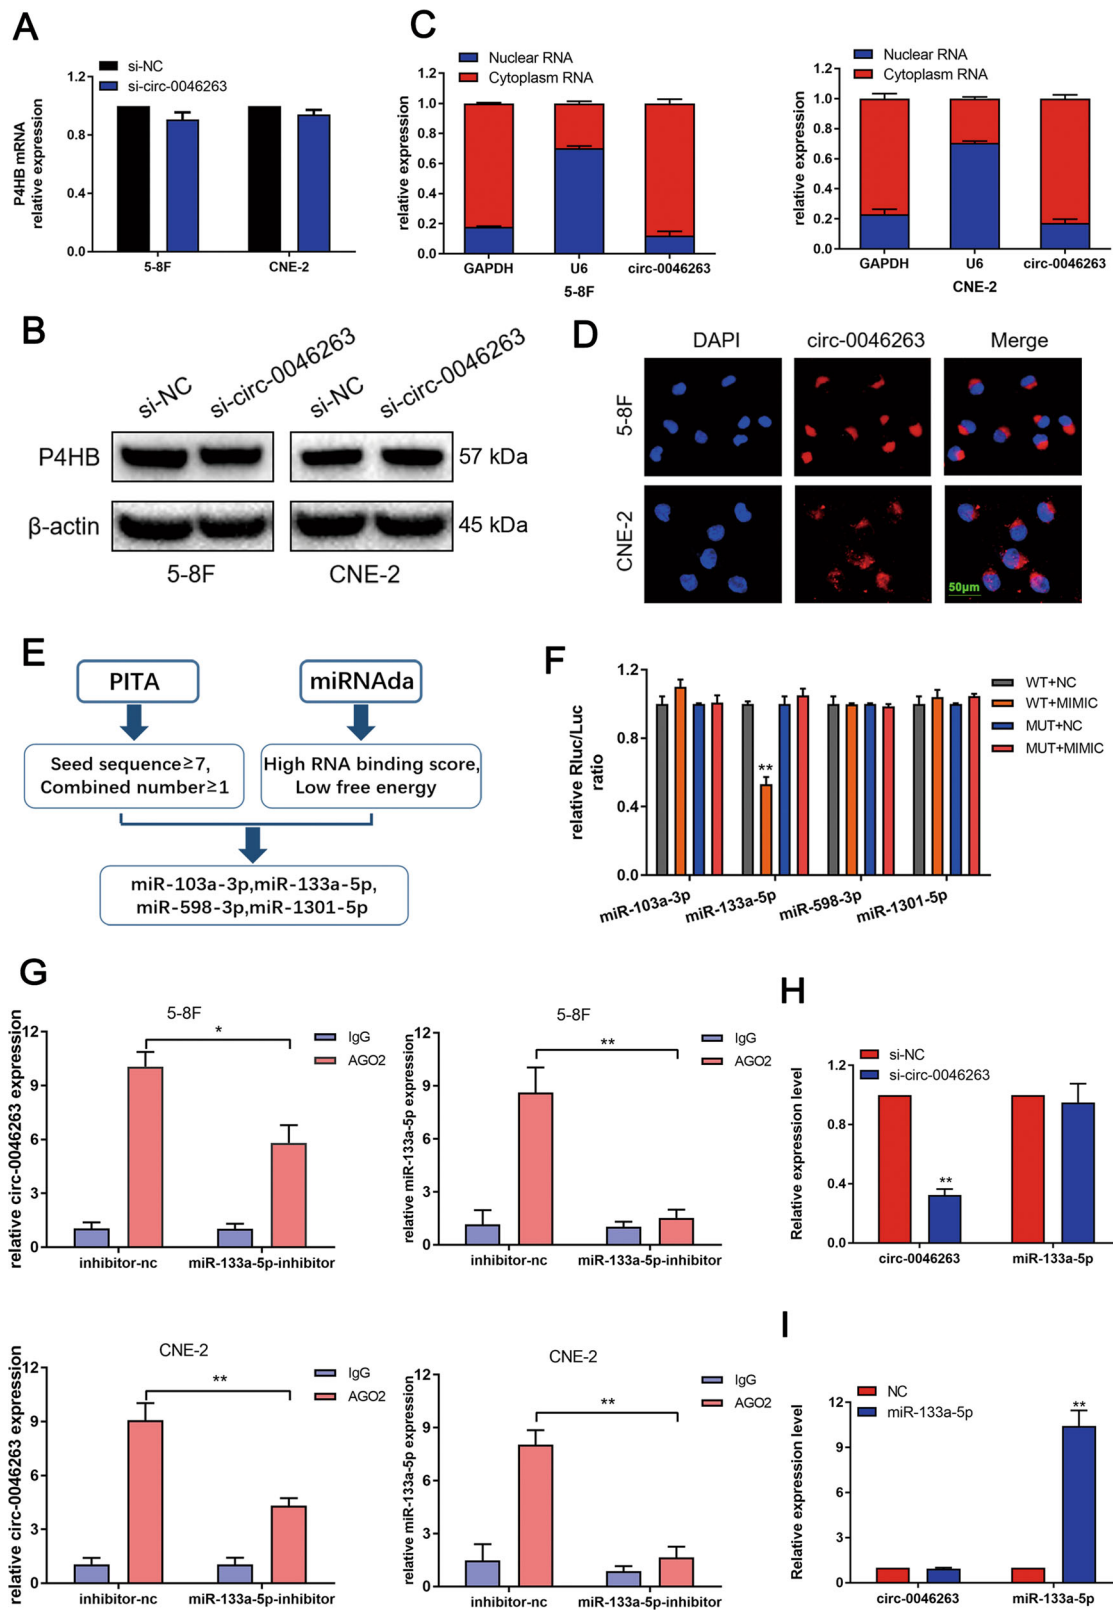 A
si-NC
si-circ-0046263
P4HB mRNA
relative expression
1.2
0.8
0.4
0.0
5-8F
CNE-2
C
Nuclear RNA
Cytoplasm RNA
relative expression
1.2
1.0
0.8
0.6
0.4
0.2
0.0
GAPDH
U6
circ-0046263
5-8F
Nuclear RNA
Cytoplasm RNA
relative expression
1.2
1.0
0.8
0.6
0.4
0.2
0.0
GAPDH
U6
circ-0046263
CNE-2
B
si-NC
si-circ-0046263
si-NC
si-circ-0046263
P4HB
57 kDa
β-actin
45 kDa
5-8F
CNE-2
D
DAPI
circ-0046263
Merge
5-8F
CNE-2
50μm
E
PITA
miRNAda
Seed sequence≥7,
Combined number≥1
High RNA binding score,
Low free energy
miR-103a-3p,miR-133a-5p,
miR-598-3p,miR-1301-5p
F
relative Rluc/Luc
ratio
1.2
0.8
0.4
0.0
**
WT+NC
WT+MIMIC
MUT+NC
MUT+MIMIC
miR-103a-3p
miR-133a-5p
miR-598-3p
miR-1301-5p
G
5-8F
relative circ-0046263 expression
12
9
6
3
0
*
IgG
AGO2
inhibitor-nc
miR-133a-5p-inhibitor
5-8F
relative miR-133a-5p expression
12
9
6
3
0
**
IgG
AGO2
inhibitor-nc
miR-133a-5p-inhibitor
CNE-2
relative circ-0046263 expression
12
9
6
3
0
**
IgG
AGO2
inhibitor-nc
miR-133a-5p-inhibitor
CNE-2
relative miR-133a-5p expression
12
9
6
3
0
**
IgG
AGO2
inhibitor-nc
miR-133a-5p-inhibitor
H
si-NC
si-circ-0046263
Relative expression level
1.2
0.8
0.4
0.0
**
circ-0046263
miR-133a-5p
I
NC
miR-133a-5p
Relative expression level
12
9
6
3
0
**
circ-0046263
miR-133a-5p